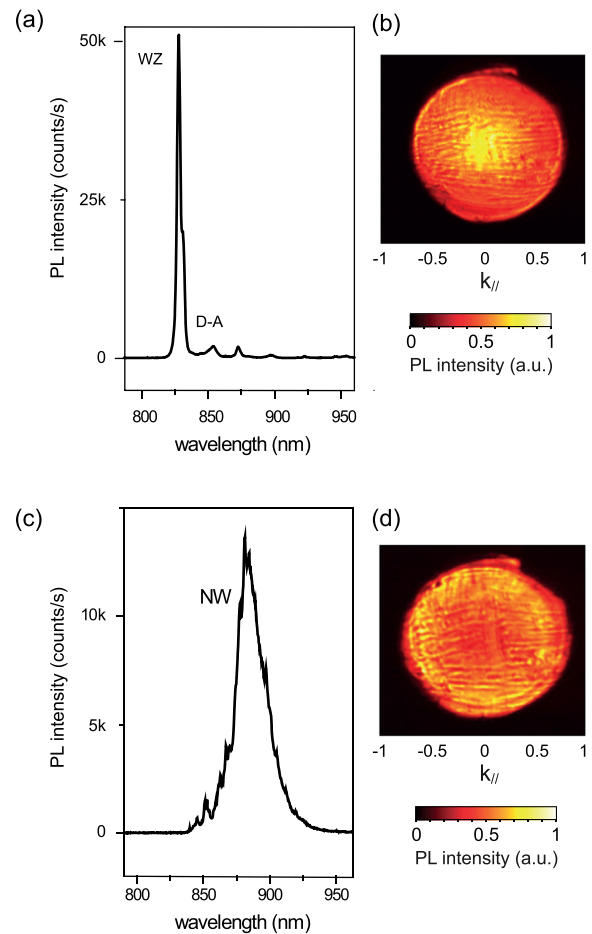 (a)
50k
25k
0
PL intensity (counts/s)
WZ
D-A
800 850 900 950
wavelength (nm)
(b)
-1 -0.5 0 0.5 1
k//
0 0.5 1
PL intensity (a.u.)
(c)
10k
5k
0
PL intensity (counts/s)
NW
800 850 900 950
wavelength (nm)
(d)
-1 -0.5 0 0.5 1
k//
0 0.5 1
PL intensity (a.u.)